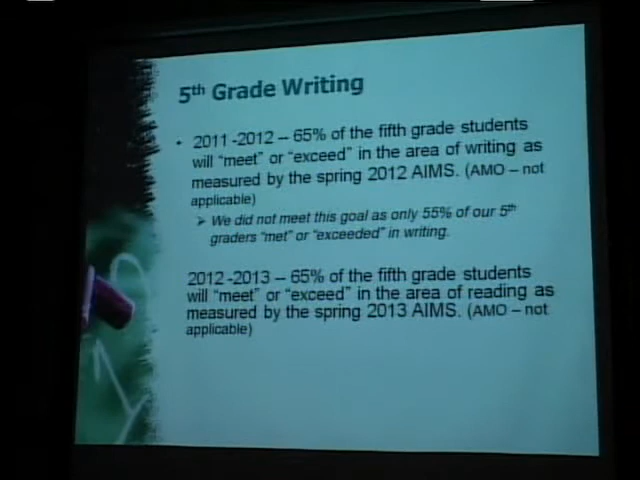 5th Grade Writing
• 2011-2012 – 65% of the fifth grade students
will "meet" or "exceed" in the area of writing as
measured by the spring 2012 AIMS. (AMO – not
applicable)
➢ We did not meet this goal as only 55% of our 5th
graders "met" or "exceeded" in writing.
2012-2013 – 65% of the fifth grade students
will "meet" or "exceed" in the area of reading as
measured by the spring 2013 AIMS. (AMO – not
applicable)